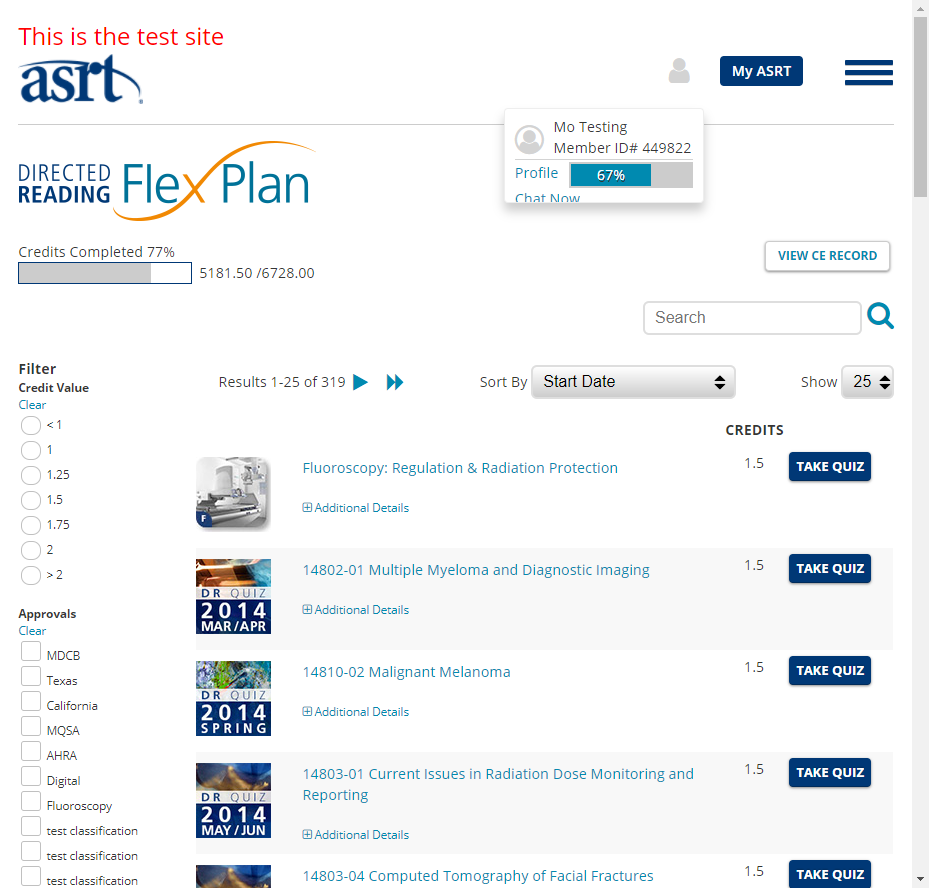 This is the test site
asrt
My ASRT
Mo Testing
Member ID# 449822
Profile 67%
Chat Now
DIRECTED
READING
Flex Plan
Credits Completed 77%
5181.50 /6728.00
VIEW CE RECORD
Search
Filter
Credit Value
Clear
< 1
1
1.25
1.5
1.75
2
> 2
Approvals
Clear
MDCB
Texas
California
MQSA
AHRA
Digital
Fluoroscopy
test classification
test classification
test classification
Results 1-25 of 319
Sort By Start Date
Show 25
CREDITS
F
Fluoroscopy: Regulation & Radiation Protection
Additional Details
1.5
TAKE QUIZ
DR QUIZ
2014
MAR/APR
14802-01 Multiple Myeloma and Diagnostic Imaging
Additional Details
1.5
TAKE QUIZ
DR QUIZ
2014
SPRING
14810-02 Malignant Melanoma
Additional Details
1.5
TAKE QUIZ
DR QUIZ
2014
MAY/JUN
14803-01 Current Issues in Radiation Dose Monitoring and
Reporting
Additional Details
1.5
TAKE QUIZ
14803-04 Computed Tomography of Facial Fractures
1.5
TAKE QUIZ